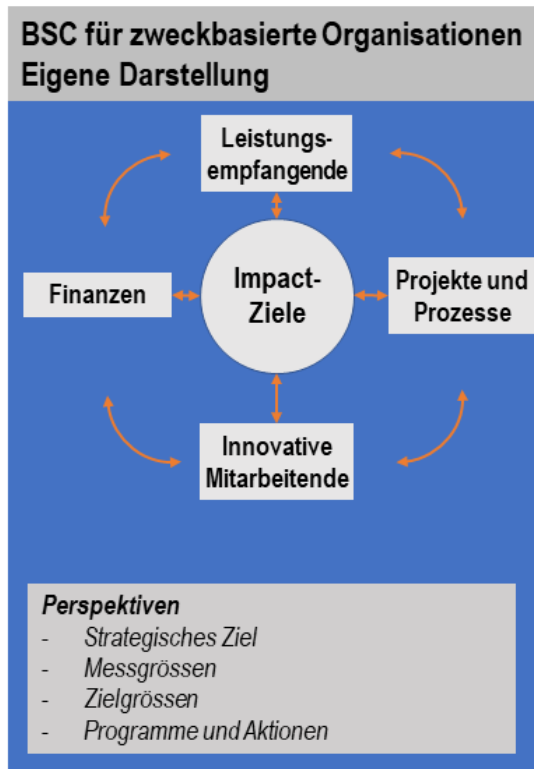 BSC für zweckbasierte Organisationen
Eigene Darstellung
Leistungs-
empfangende
Finanzen
Impact-
Ziele
Projekte und
Prozesse
Innovative
Mitarbeitende
Perspektiven
- Strategisches Ziel
- Messgrössen
- Zielgrössen
- Programme und Aktionen